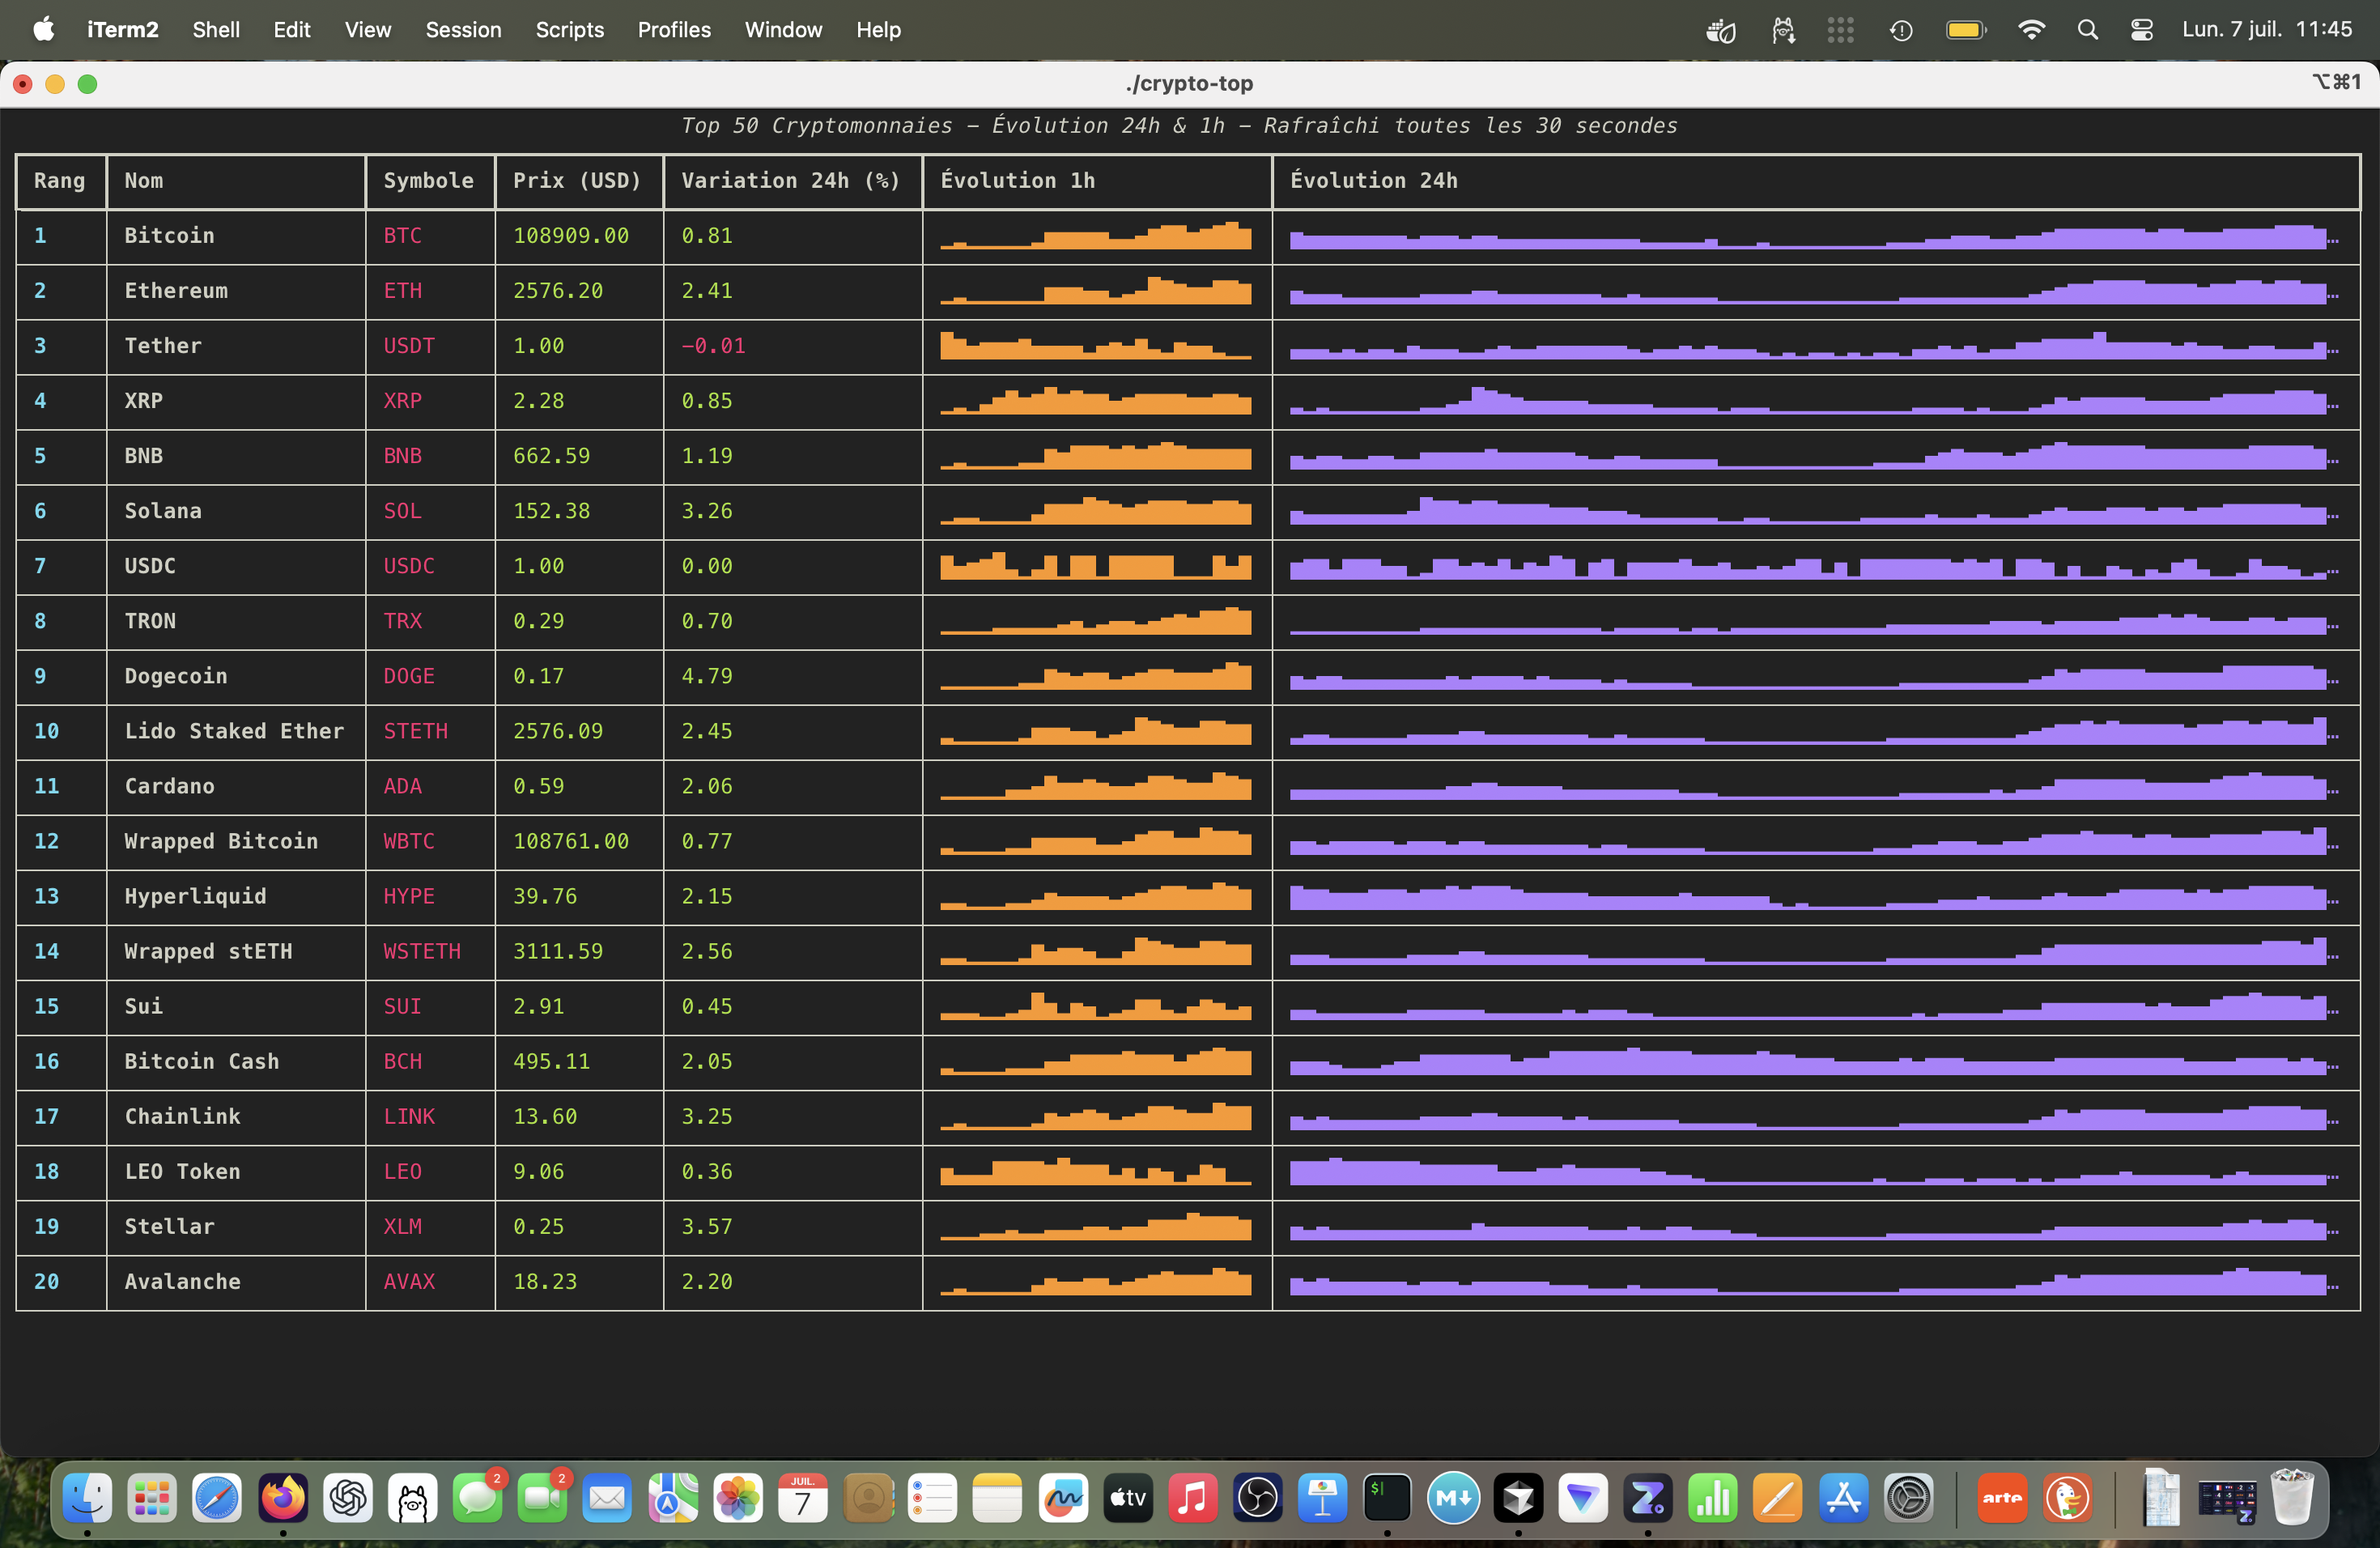 iTerm2 Shell Edit View Session Scripts Profiles Window Help Lun. 7 juil. 11:45
./crypto-top ⌥⌘1
Top 50 Cryptomonnaies — Évolution 24h & 1h — Rafraîchi toutes les 30 secondes
Rang Nom Symbole Prix (USD) Variation 24h (%) Évolution 1h Évolution 24h
1 Bitcoin BTC 108909.00 0.81 …
2 Ethereum ETH 2576.20 2.41 …
3 Tether USDT 1.00 −0.01 …
4 XRP XRP 2.28 0.85 …
5 BNB BNB 662.59 1.19 …
6 Solana SOL 152.38 3.26 …
7 USDC USDC 1.00 0.00 …
8 TRON TRX 0.29 0.70 …
9 Dogecoin DOGE 0.17 4.79 …
10 Lido Staked Ether STETH 2576.09 2.45 …
11 Cardano ADA 0.59 2.06 …
12 Wrapped Bitcoin WBTC 108761.00 0.77 …
13 Hyperliquid HYPE 39.76 2.15 …
14 Wrapped stETH WSTETH 3111.59 2.56 …
15 Sui SUI 2.91 0.45 …
16 Bitcoin Cash BCH 495.11 2.05 …
17 Chainlink LINK 13.60 3.25 …
18 LEO Token LEO 9.06 0.36 …
19 Stellar XLM 0.25 3.57 …
20 Avalanche AVAX 18.23 2.20 …
2 2 JUIL. 7 tv $ M↓ Z. arte